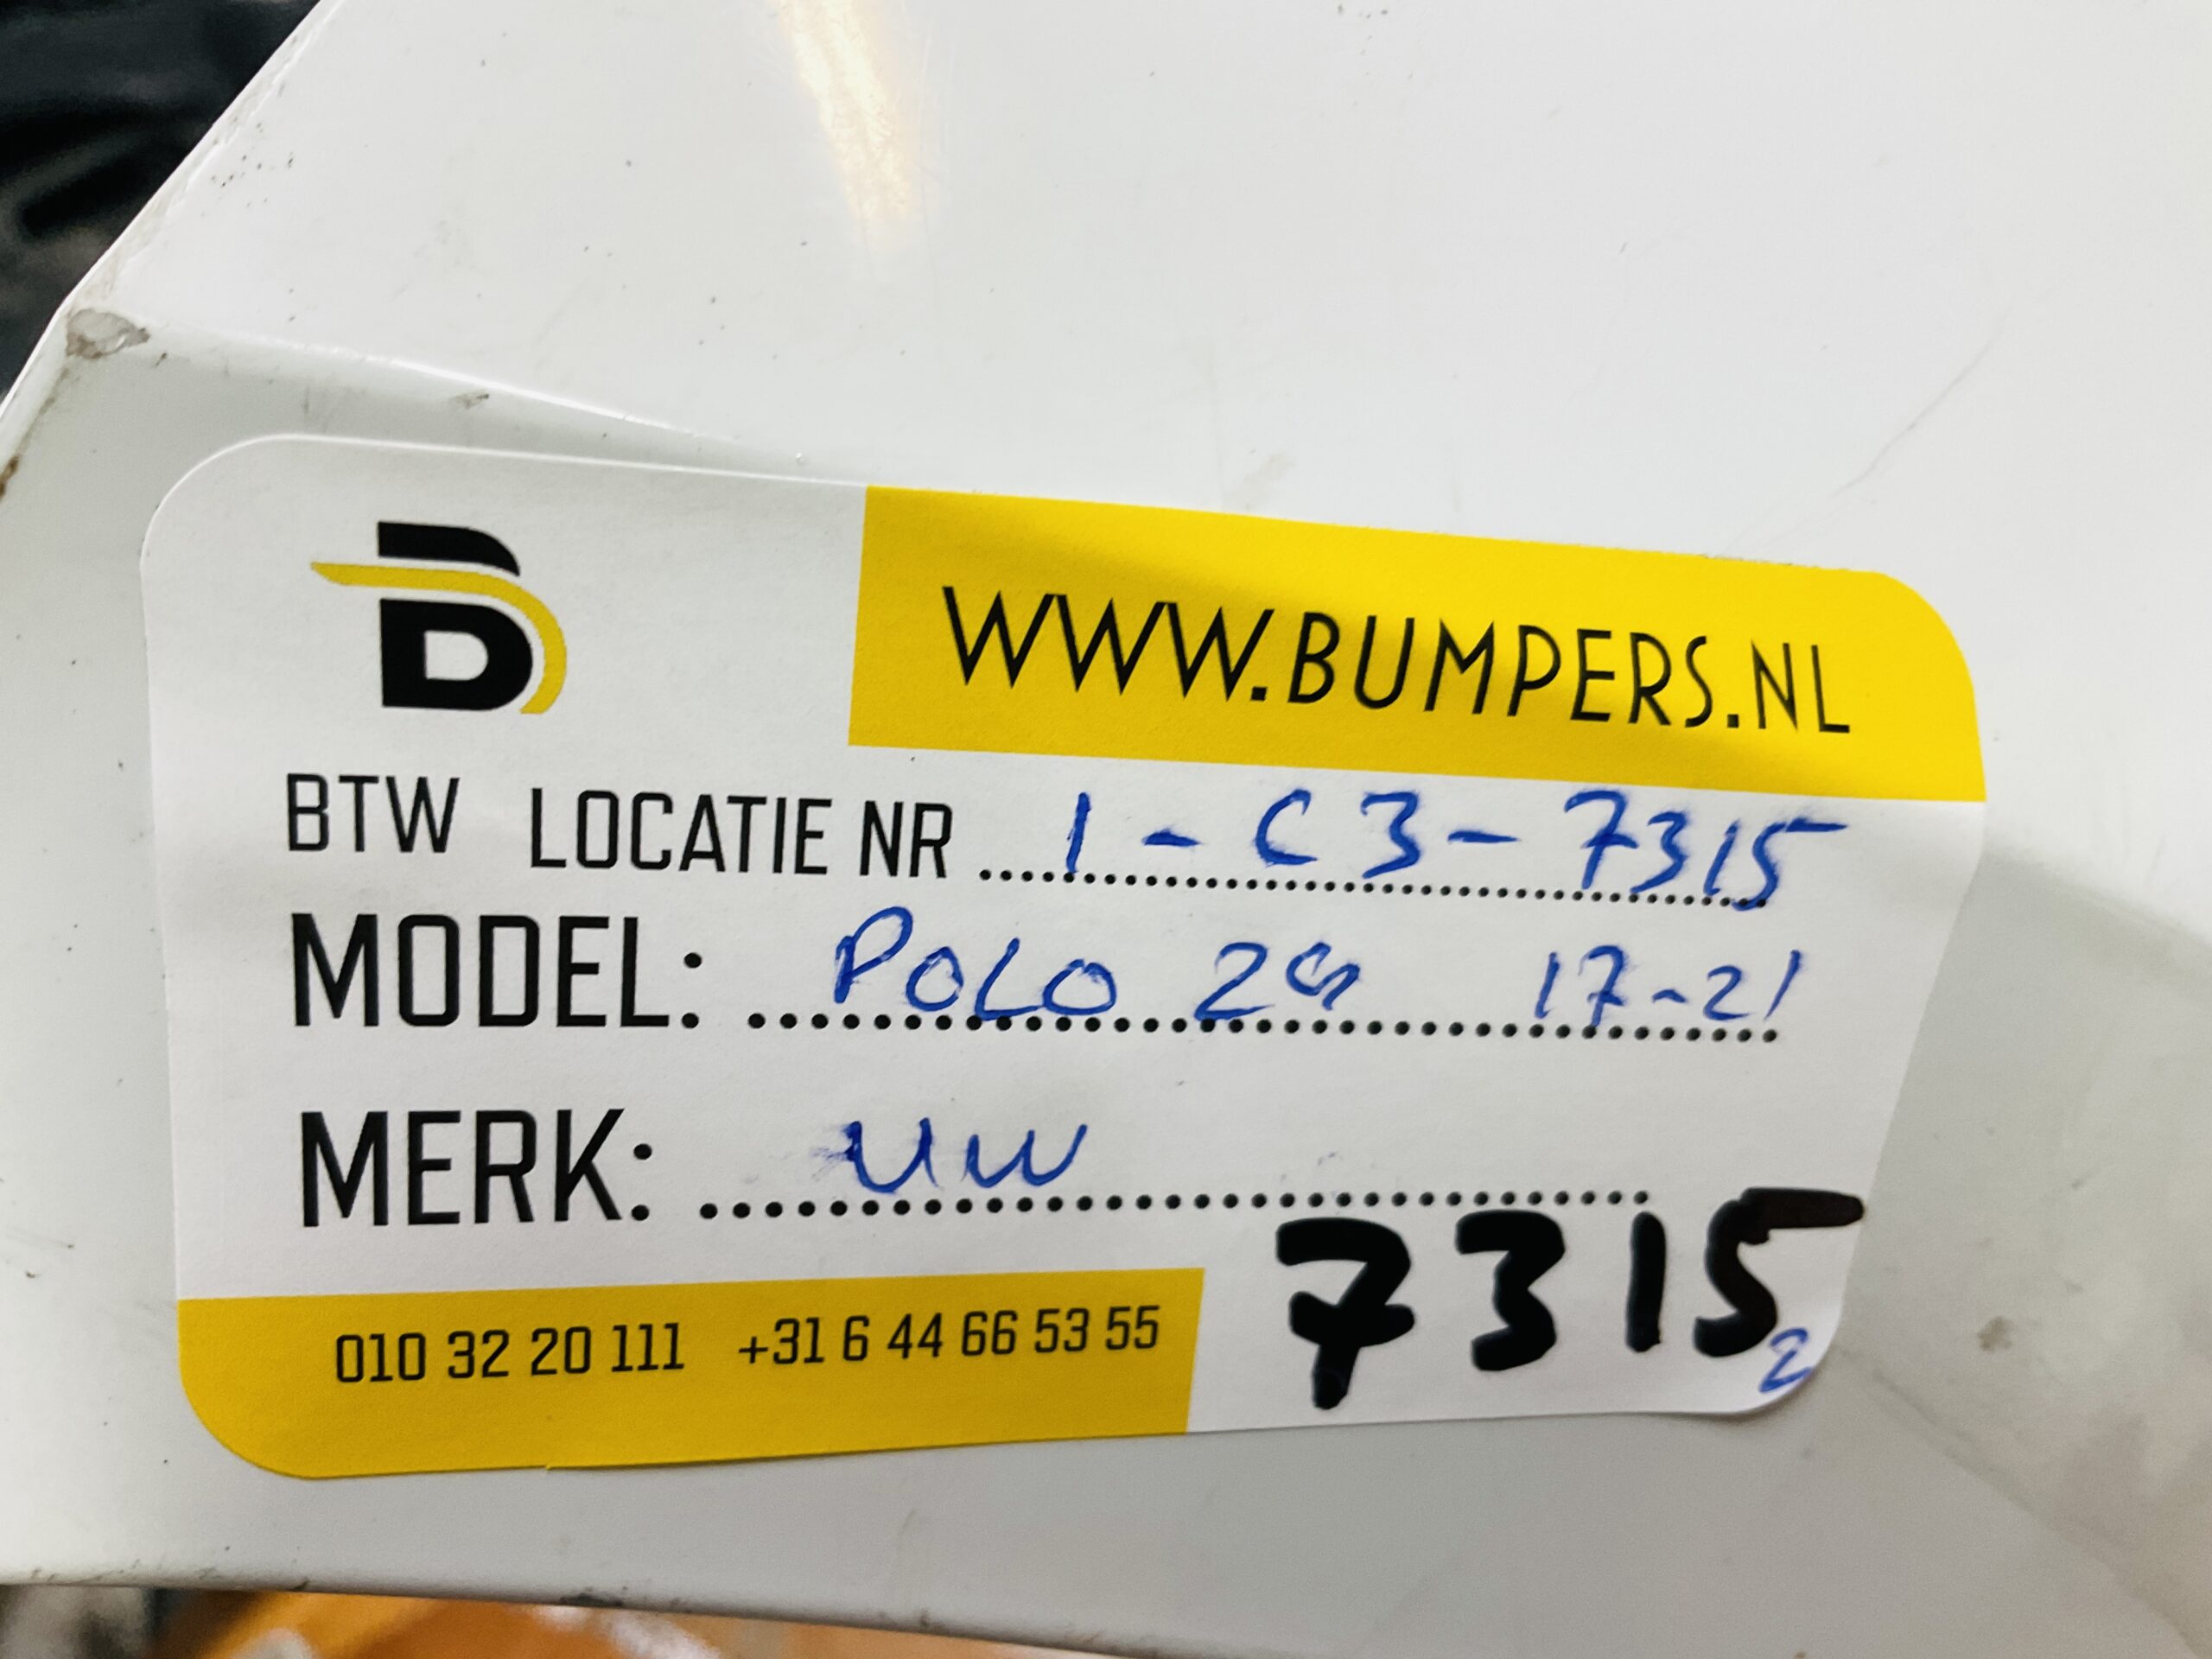 B
WWW.BUMPERS.NL
BTW LOCATIE NR 1-C3-7315
MODEL: POLO 2G 17-21
MERK: VW
7315
2
010 32 20 111 +31 6 44 66 53 55